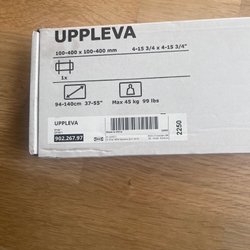 UPPLEVA
100-400 x 100-400 mm 4-15 3/4 x 4-15 3/4"
1x
94-140cm 37-55" Max 45 kg 99 lbs
UPPLEVA
902.267.97
2250